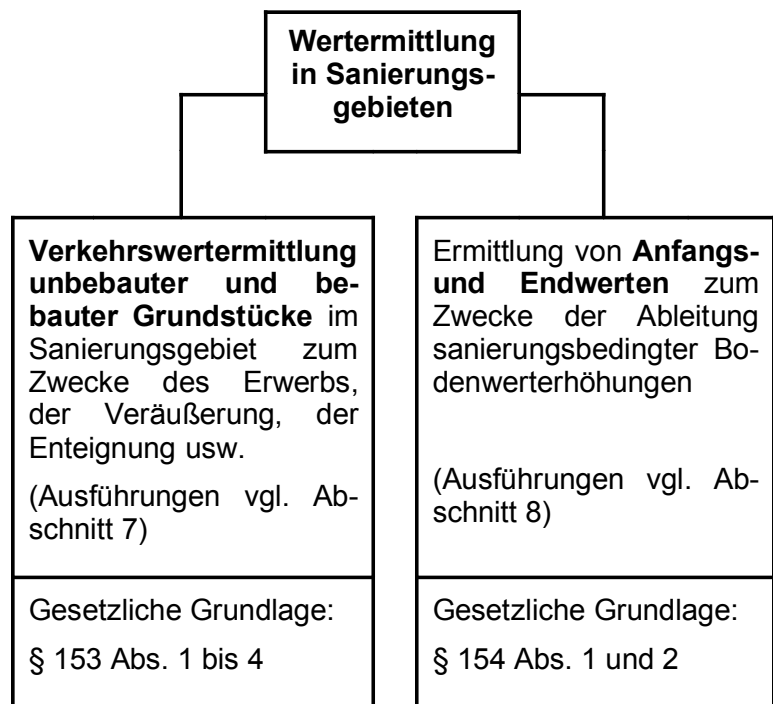 Wertermittlung
in Sanierungs-
gebieten
Verkehrswertermittlung
unbebauter und be-
bauter Grundstücke im
Sanierungsgebiet zum
Zwecke des Erwerbs,
der Veräußerung, der
Enteignung usw.
(Ausführungen vgl. Ab-
schnitt 7)
Gesetzliche Grundlage:
§ 153 Abs. 1 bis 4
Ermittlung von Anfangs-
und Endwerten zum
Zwecke der Ableitung
sanierungsbedingter Bo-
denwerterhöhungen
(Ausführungen vgl. Ab-
schnitt 8)
Gesetzliche Grundlage:
§ 154 Abs. 1 und 2